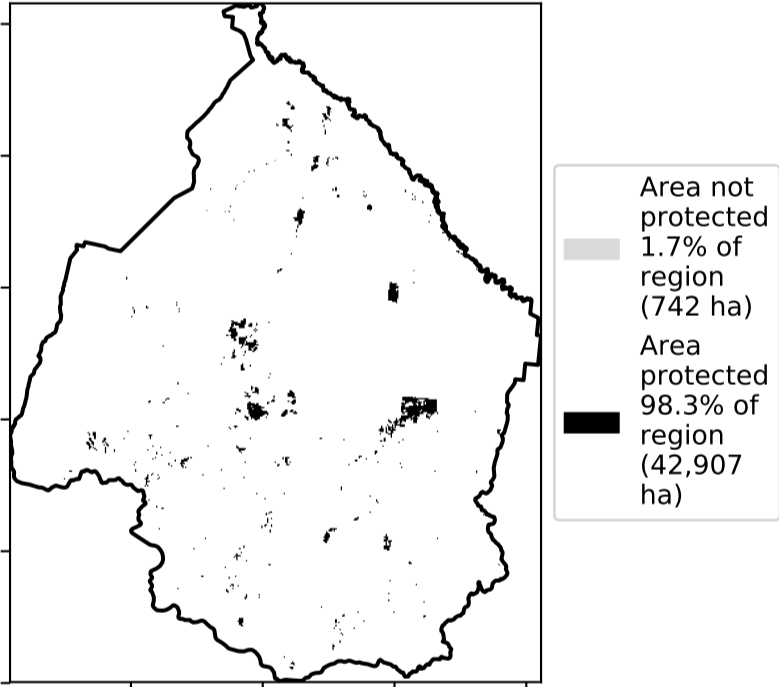 Area not
protected
1.7% of
region
(742 ha)
Area
protected
98.3% of
region
(42,907
ha)